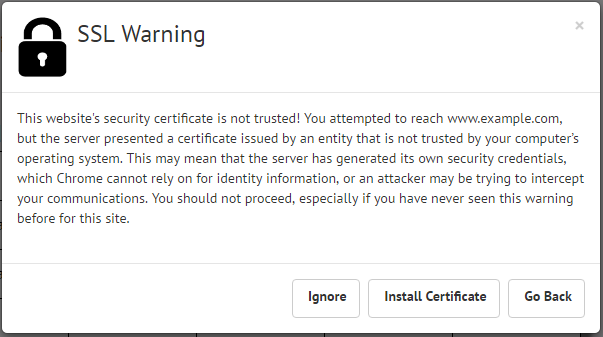 SSL Warning
×
This website's security certificate is not trusted! You attempted to reach www.example.com,
but the server presented a certificate issued by an entity that is not trusted by your computer's
operating system. This may mean that the server has generated its own security credentials,
which Chrome cannot rely on for identity information, or an attacker may be trying to intercept
your communications. You should not proceed, especially if you have never seen this warning
before for this site.
Ignore
Install Certificate
Go Back